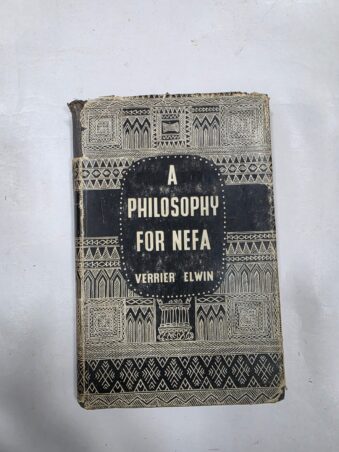 A
PHILOSOPHY
FOR NEFA
VERRIER ELWIN